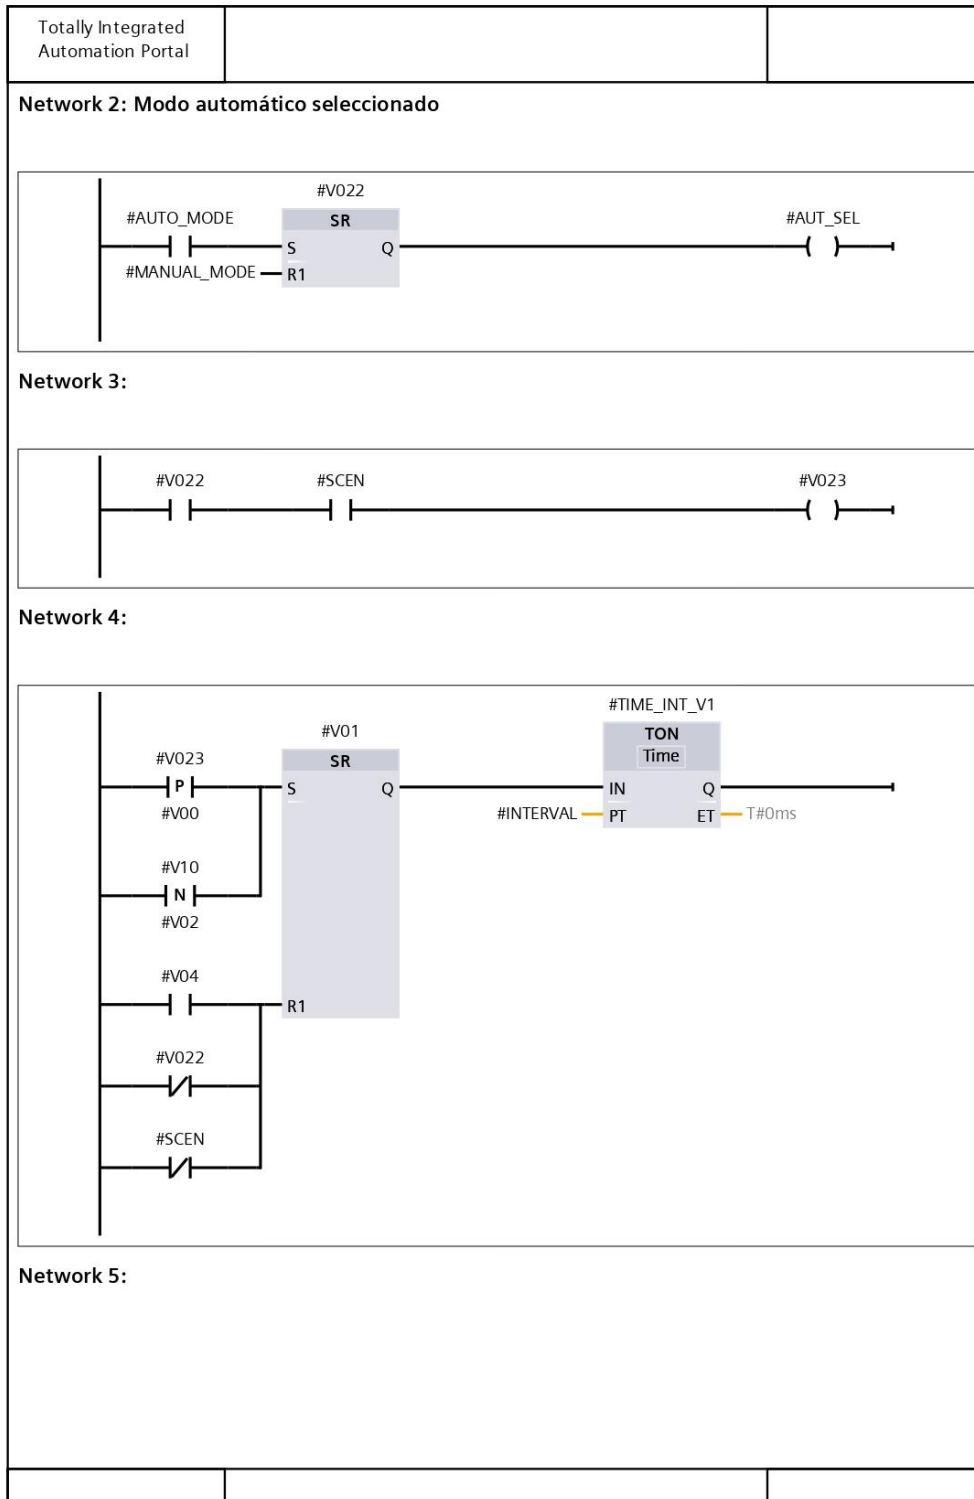 Totally Integrated
Automation Portal
Network 2: Modo automático seleccionado
#V022
#AUTO_MODE
SR
#AUT_SEL
S
Q
#MANUAL_MODE
R1
Network 3:
#V022
#SCEN
#V023
Network 4:
#TIME_INT_V1
#V01
TON
#V023
SR
Time
P
S
Q
IN
Q
#V00
#INTERVAL
PT
ET
T#0ms
#V10
N
#V02
#V04
R1
#V022
#SCEN
Network 5: